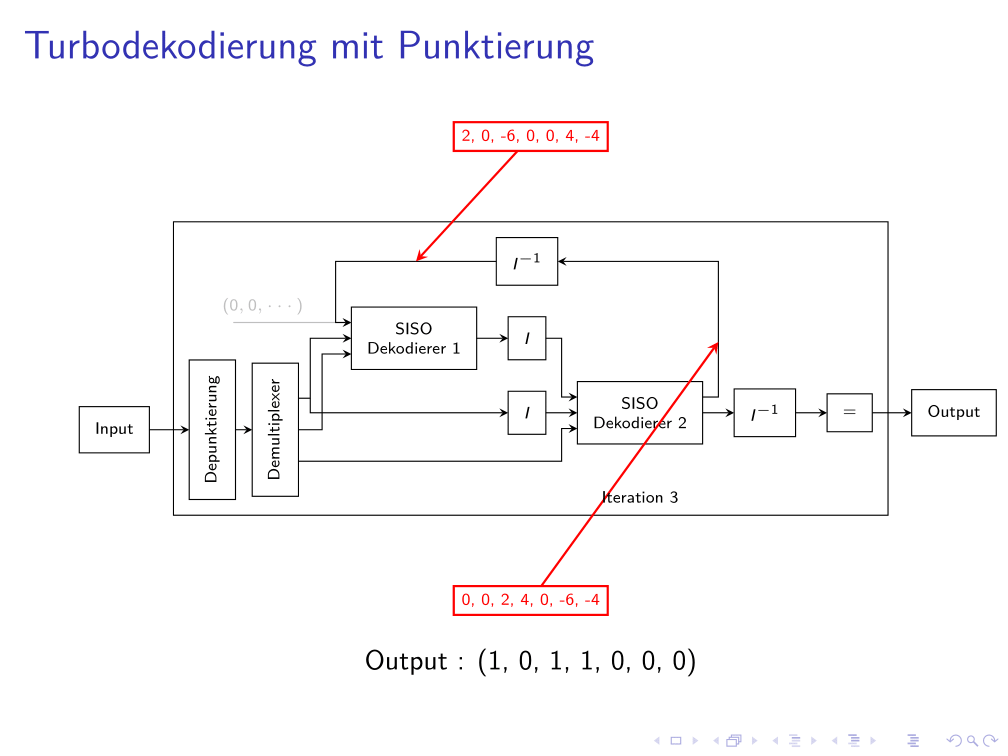 Turbodekodierung mit Punktierung
2, 0, -6, 0, 0, 4, -4
I−1
(0, 0, · · · )
SISO
Dekodierer 1
I
Depunktierung
Demultiplexer
Input
I
SISO
Dekodierer 2
I−1
=
Output
Iteration 3
0, 0, 2, 4, 0, -6, -4
Output : (1, 0, 1, 1, 0, 0, 0)